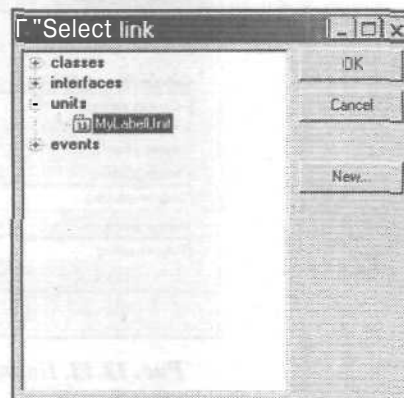 Г "Select link
classes
OK
interfaces
units
Cancel
MyLabelUnit
events
New...